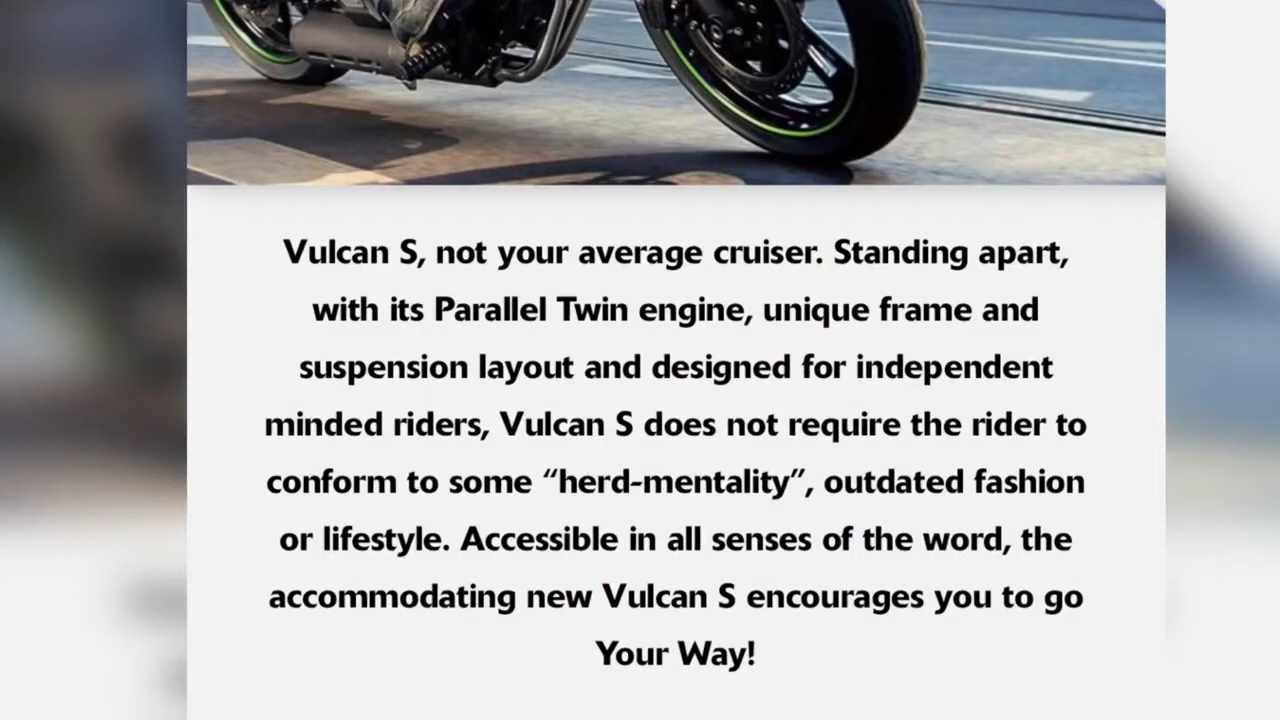 Vulcan S, not your average cruiser. Standing apart,
with its Parallel Twin engine, unique frame and
suspension layout and designed for independent
minded riders, Vulcan S does not require the rider to
conform to some “herd-mentality”, outdated fashion
or lifestyle. Accessible in all senses of the word, the
accommodating new Vulcan S encourages you to go
Your Way!